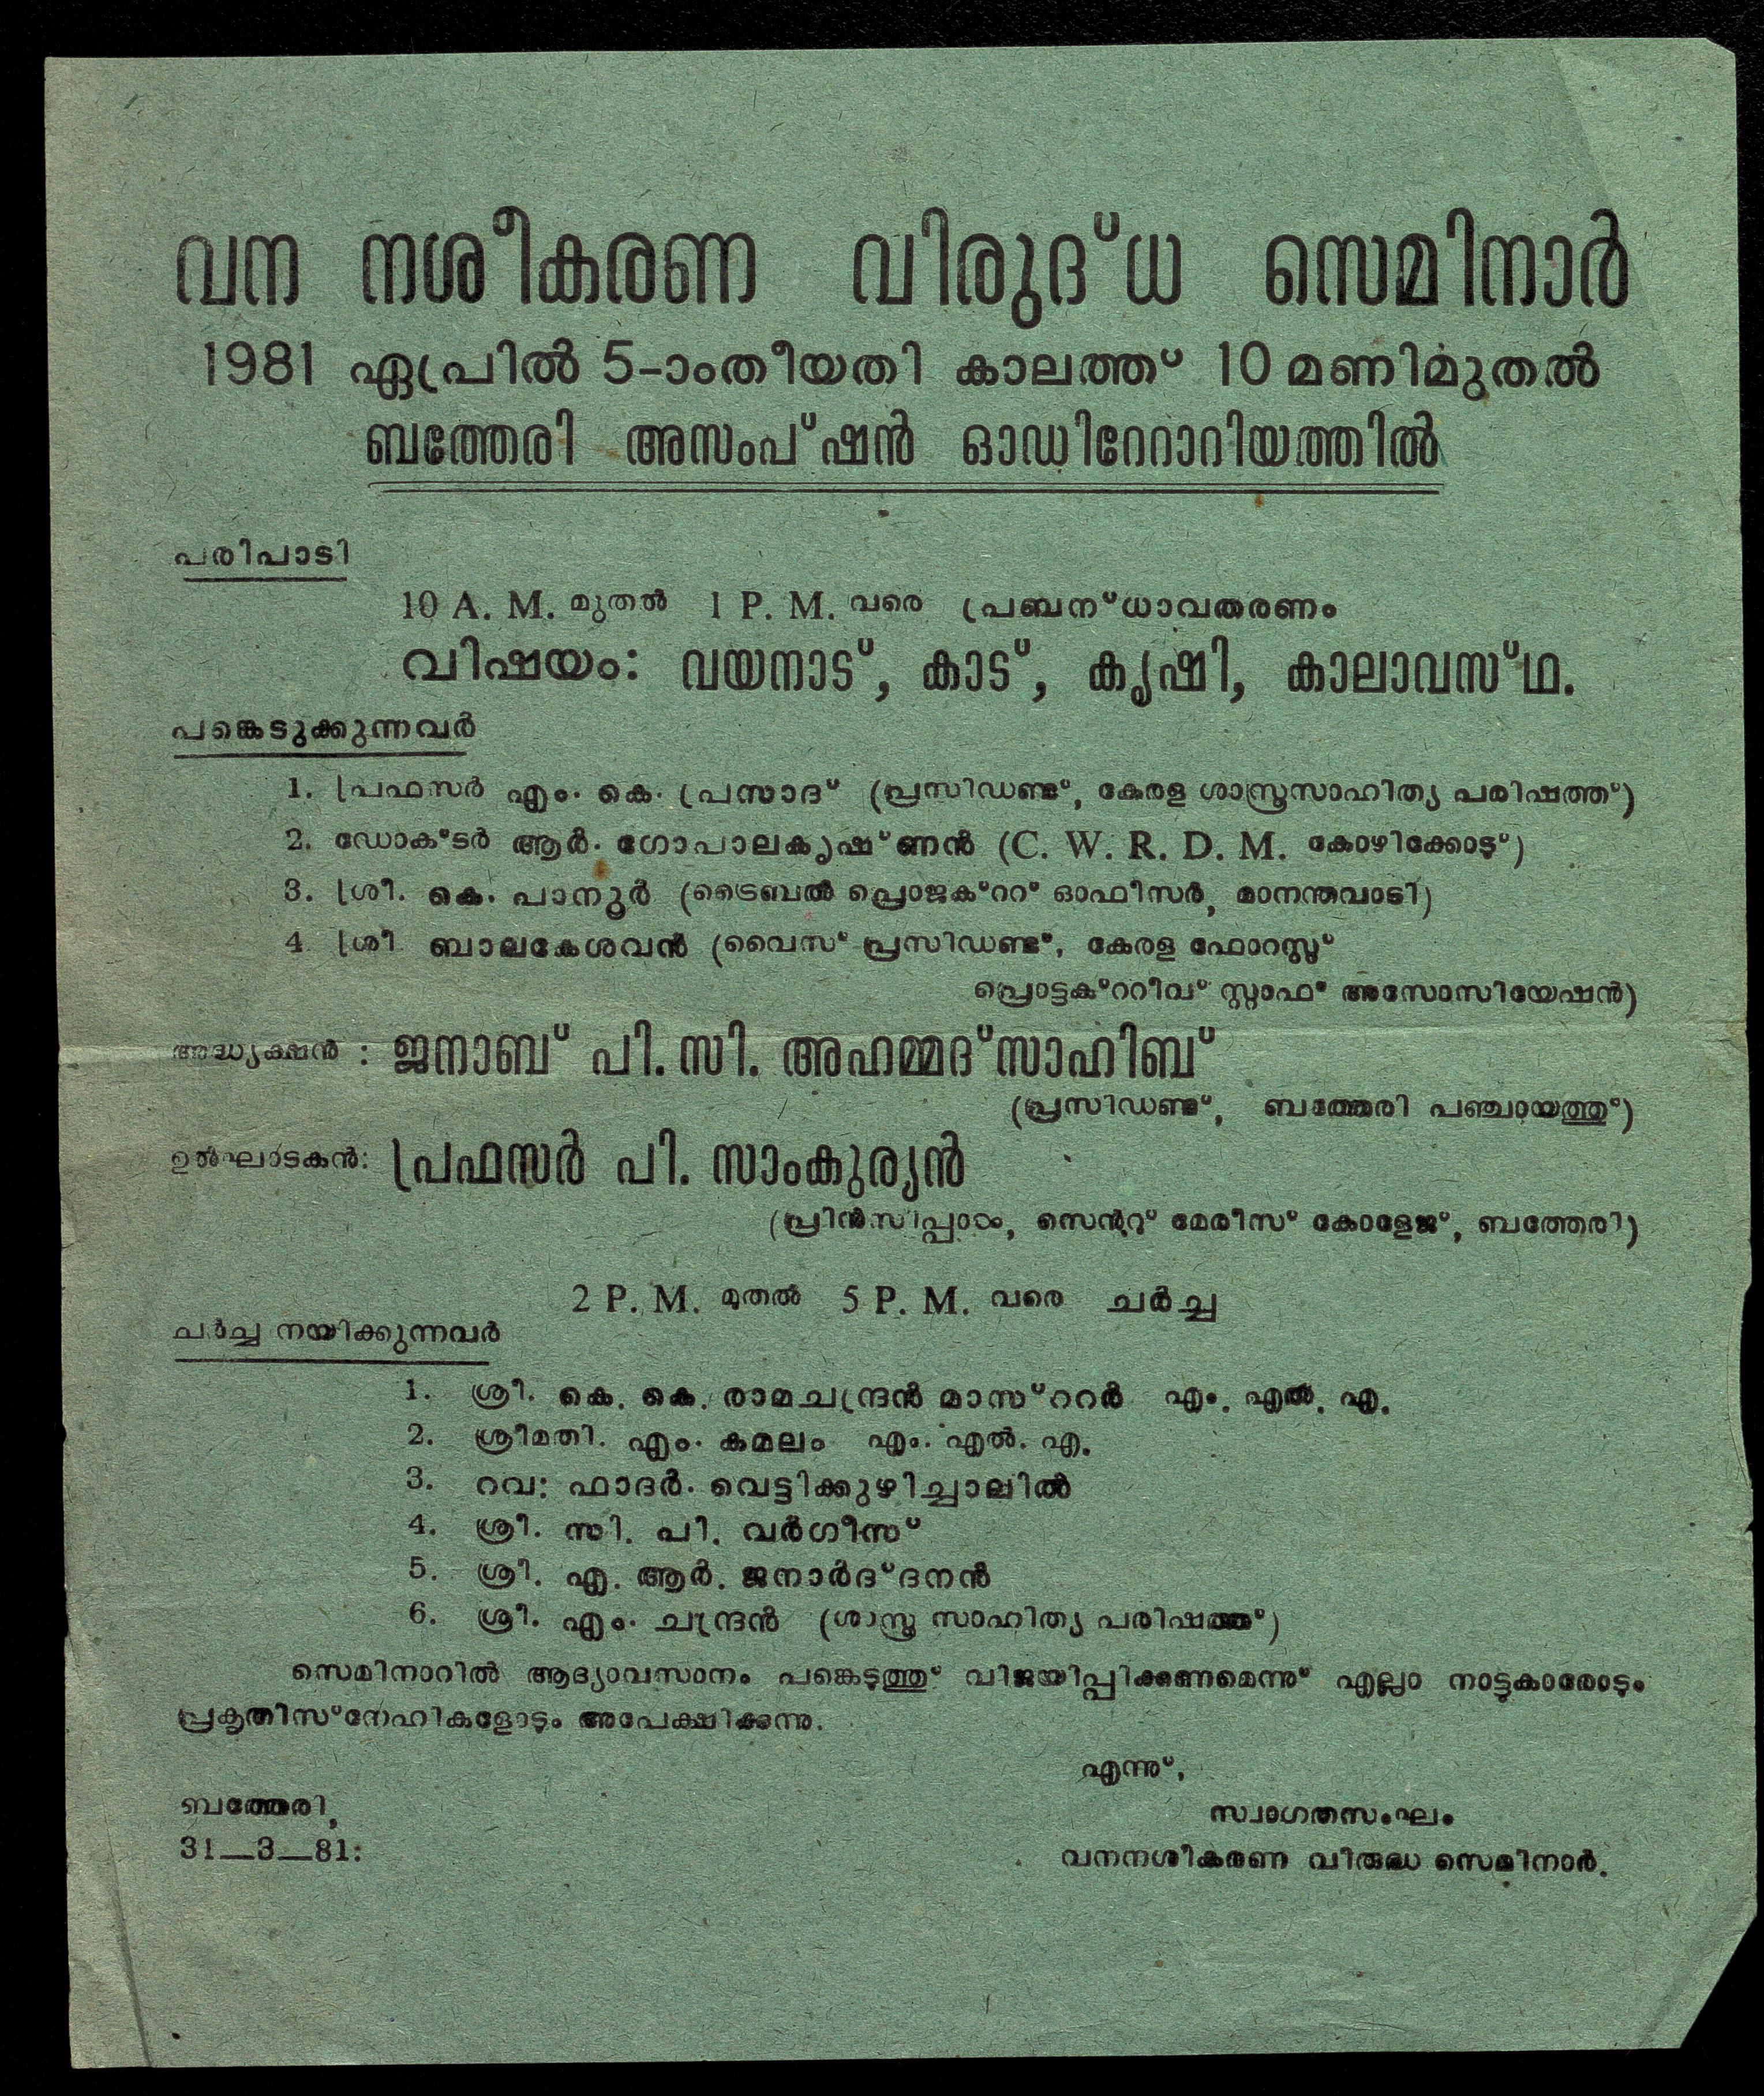 വന നശീകരണ വിരുദ്ധ സെമിനാർ
1981 ഏപ്രിൽ 5-ാംതീയതി കാലത്ത് 10 മണിമുതൽ
ബത്തേരി അസംപ്ഷൻ ഓഡിറേറാറിയത്തിൽ
പരിപാടി
10 A. M. മുതൽ 1 P. M. വരെ പ്രബന്ധാവതരണം
വിഷയം: വയനാട്, കാട്, കൃഷി, കാലാവസ്ഥ.
പങ്കെടുക്കുന്നവർ
1. പ്രഫസർ എം. കെ. പ്രസാദ് (പ്രസിഡണ്ട്, കേരള ശാസ്ത്രസാഹിത്യ പരിഷത്ത്)
2. ഡോക്ടർ ആർ. ഗോപാലകൃഷ്ണൻ (C. W. R. D. M. കോഴിക്കോട്)
3. ശ്രീ. കെ. പാനൂർ (ട്രൈബൽ പ്രൊജക്ററ് ഓഫീസർ, മാനന്തവാടി)
4 ശ്രീ ബാലകേശവൻ (വൈസ് പ്രസിഡണ്ട്, കേരള ഫോറസ്റ്റ്
പ്രൊട്ടക്ററീവ് സ്റ്റാഫ് അസോസിയേഷൻ)
അദ്ധ്യക്ഷൻ : ജനാബ് പി. സി. അഹമ്മദ്സാഹിബ്
(പ്രസിഡണ്ട്, ബത്തേരി പഞ്ചായത്തു്)
ഉൽഘാടകൻ: പ്രഫസർ പി. സാംകുര്യൻ
(പ്രിൻസിപ്പാൾ, സെൻറ് മേരീസ് കോളേജ്, ബത്തേരി)
2 P. M. മുതൽ 5 P. M. വരെ ചർച്ച
ചർച്ച നയിക്കുന്നവർ
1. ശ്രീ. കെ. കെ. രാമചന്ദ്രൻ മാസ്ററർ എം. എൽ. എ.
2. ശ്രീമതി. എം. കമലം എം. എൽ. എ.
3. റവ: ഫാദർ. വെട്ടിക്കുഴിച്ചാലിൽ
4. ശ്രീ. സി. പി. വർഗീസ്
5. ശ്രീ. എ. ആർ. ജനാർദ്ദനൻ
6. ശ്രീ. എം. ചന്ദ്രൻ (ശാസ്ത്ര സാഹിത്യ പരിഷത്ത്)
സെമിനാറിൽ ആദ്യാവസാനം പങ്കെടുത്തു് വിജയിപ്പിക്കണമെന്നു് എല്ലാ നാട്ടുകാരോടും
പ്രകൃതിസ്നേഹികളോടും അപേക്ഷിക്കുന്നു.
എന്നു്,
ബത്തേരി,
സ്വാഗതസംഘം
31—3—81:
വനനശീകരണ വിരുദ്ധ സെമിനാർ.